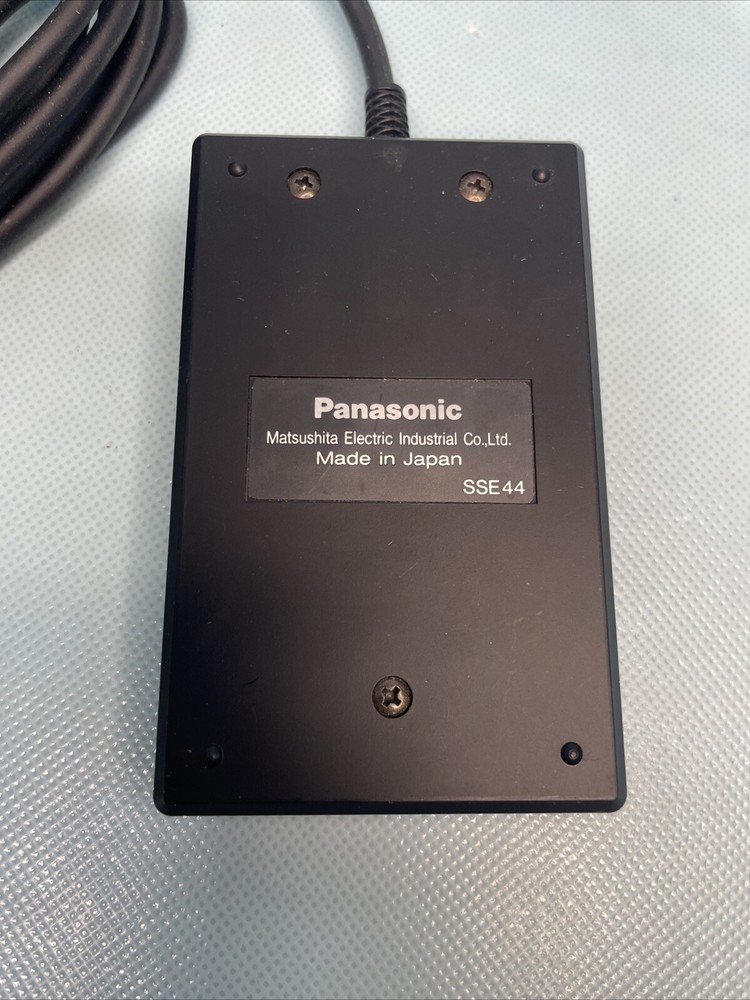 Panasonic
Matsushita Electric Industrial Co.,Ltd.
Made in Japan
SSE44